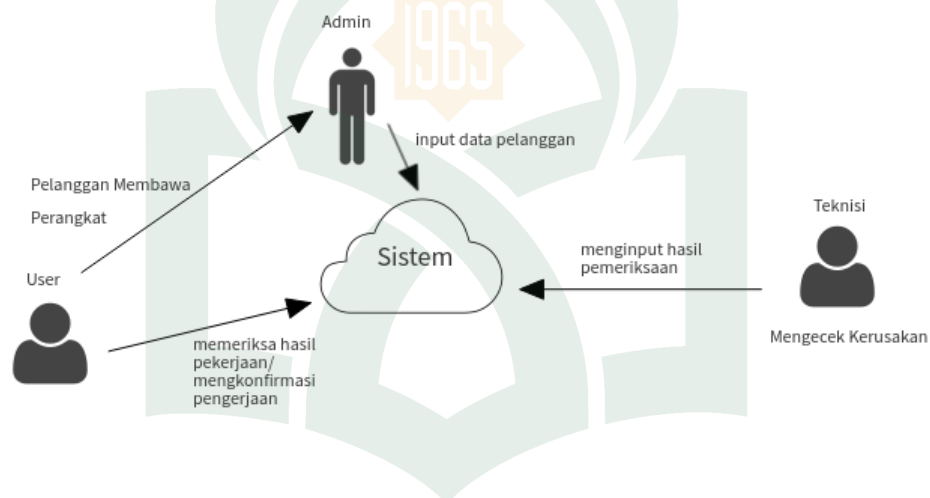 1965
Admin
input data pelanggan
Pelanggan Membawa
Perangkat
Teknisi
Sistem
menginput hasil
pemeriksaan
User
Mengecek Kerusakan
memeriksa hasil
pekerjaan/
mengkonfirmasi
pengerjaan